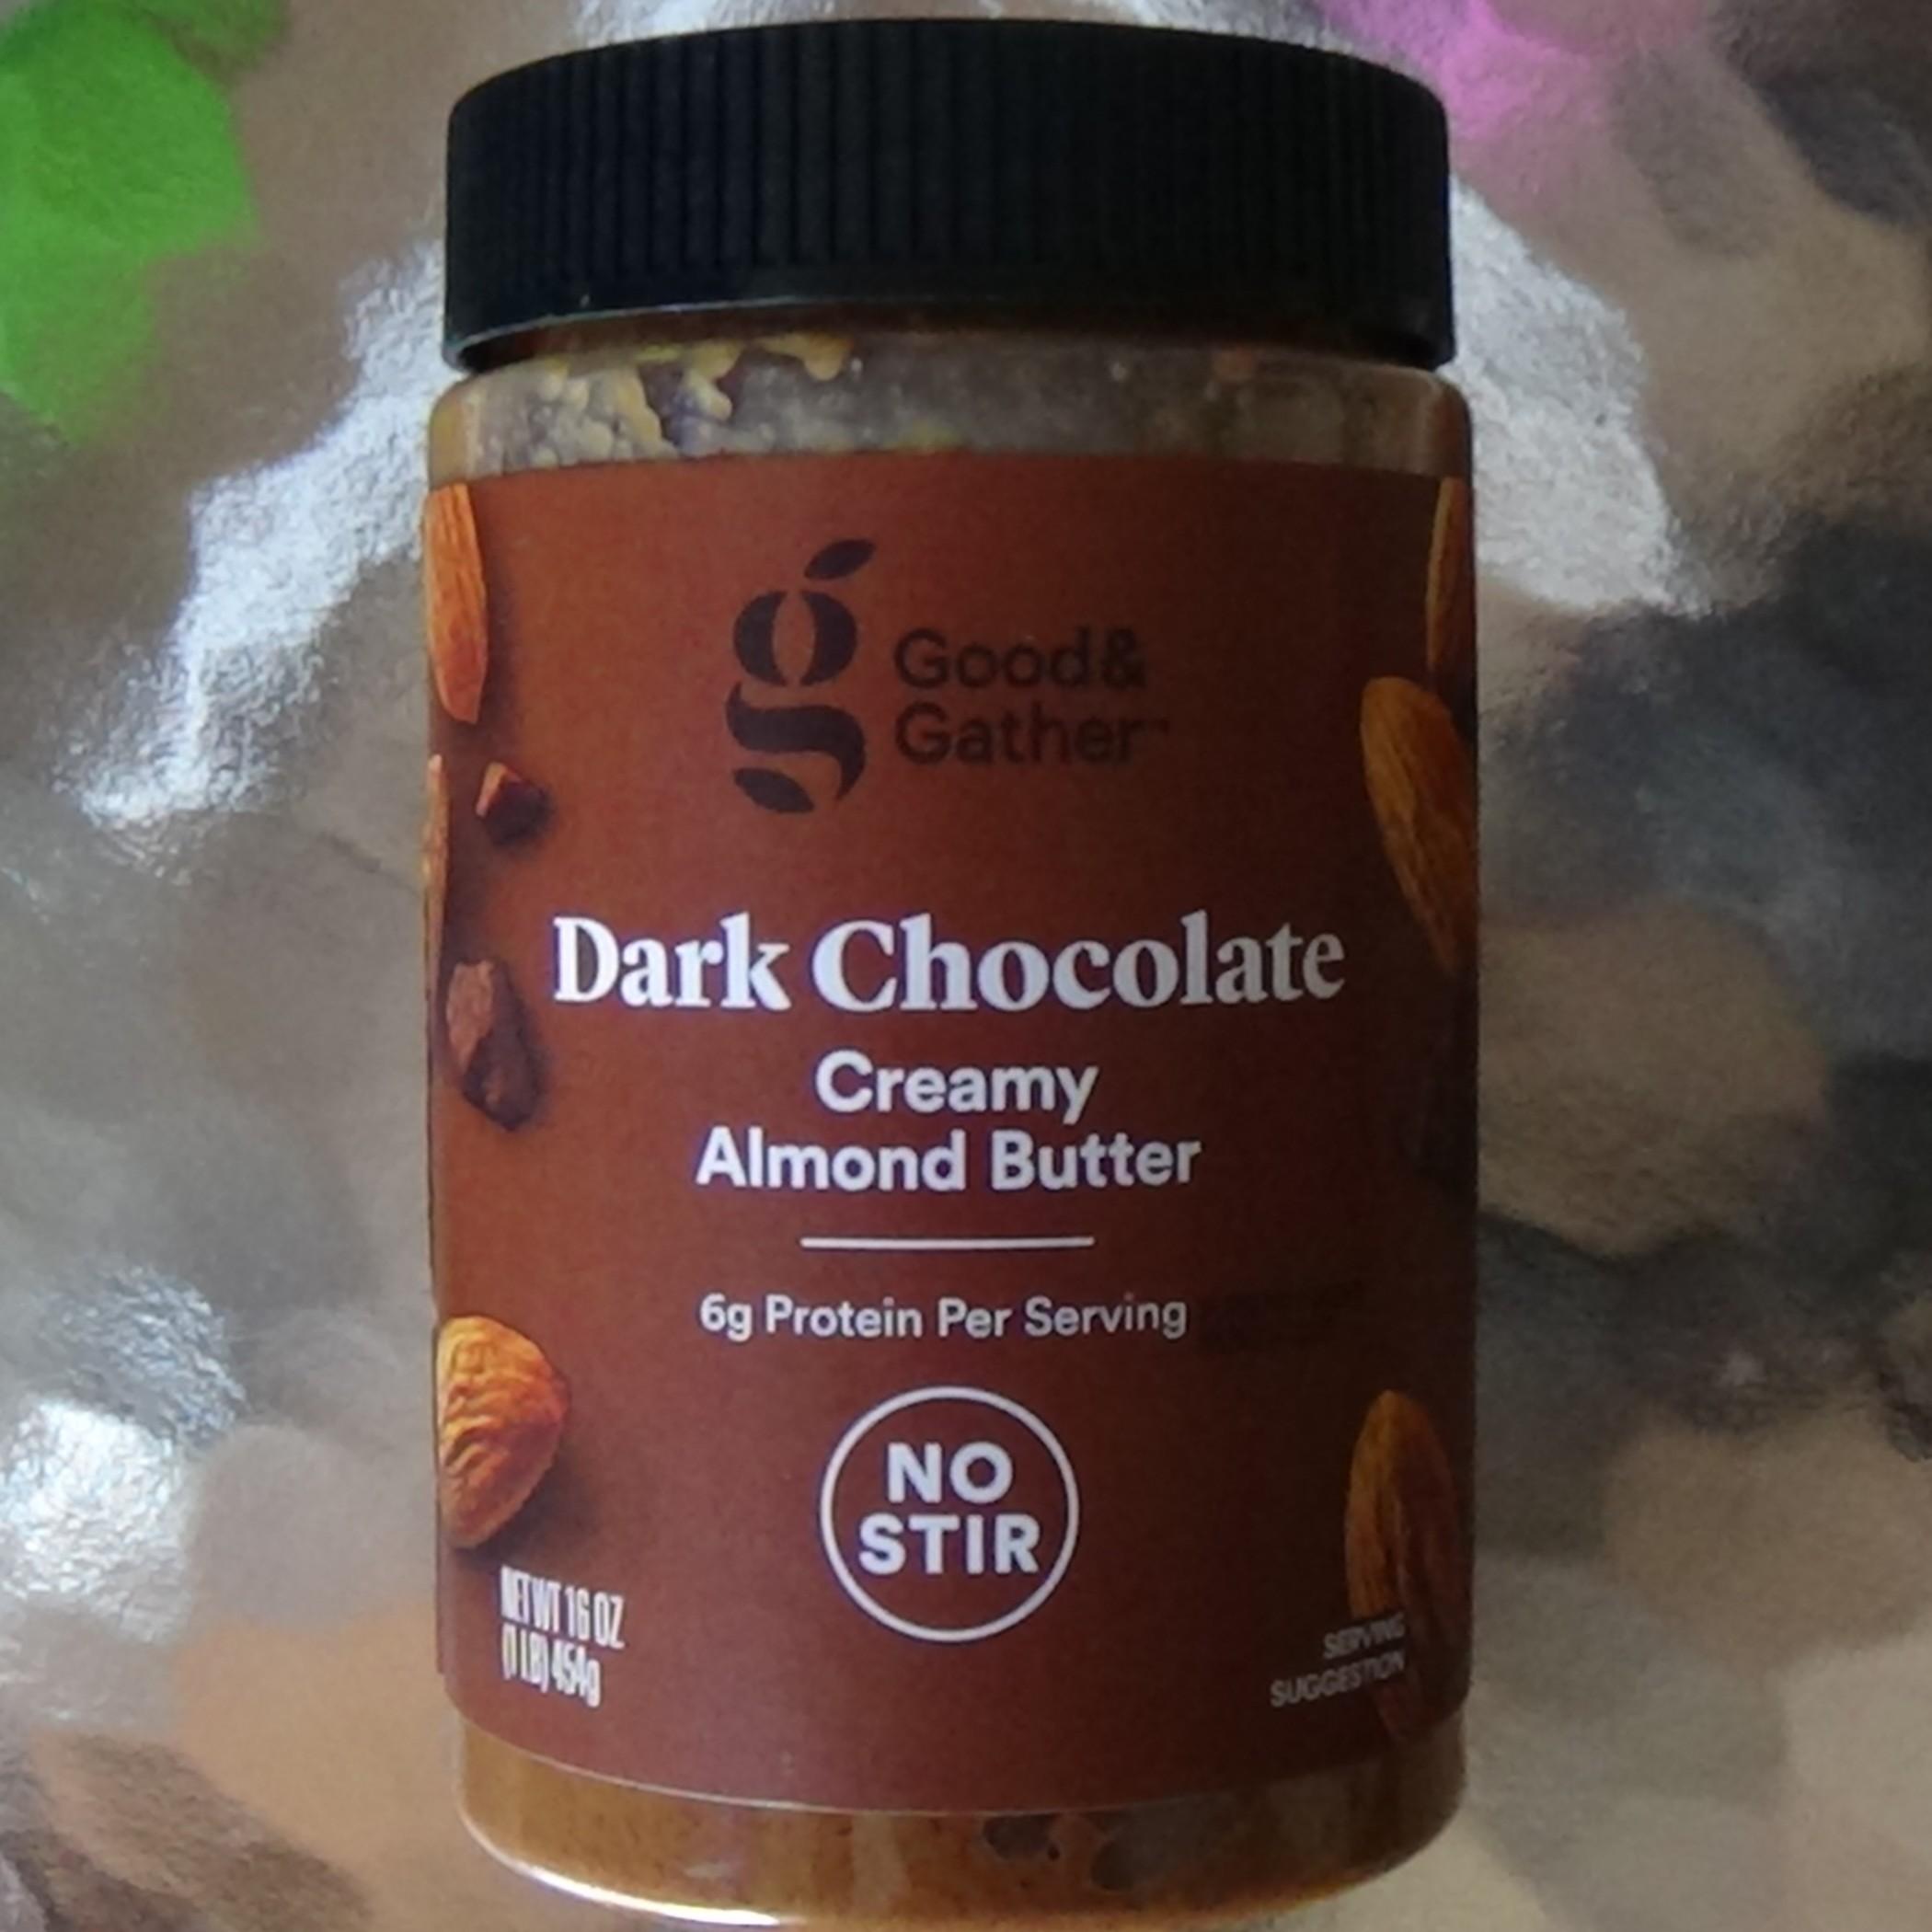 Good&
Gather™
Dark Chocolate
Creamy
Almond Butter
6g Protein Per Serving
NO
STIR
NET WT 16 OZ
(1 LB) 454g
SERVING
SUGGESTION